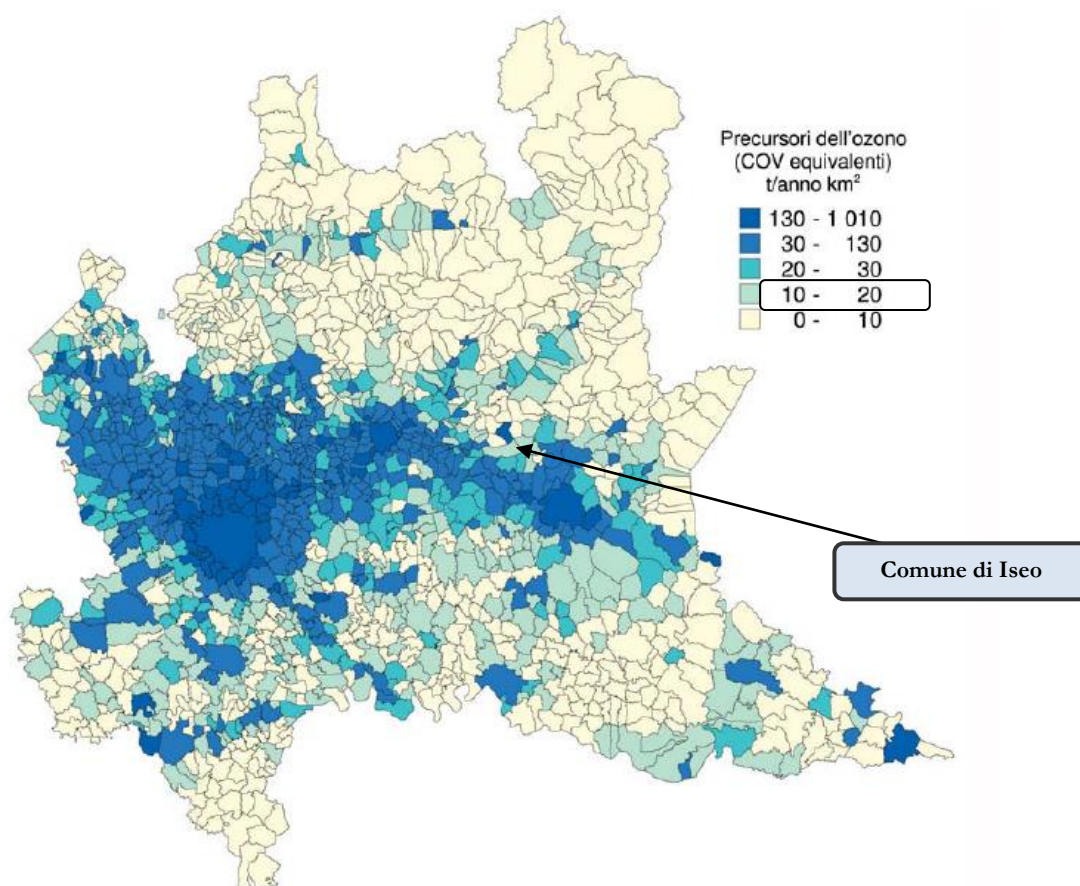 Precursori dell'ozono
(COV equivalenti)
t/anno km²
130 - 1 010
30 - 130
20 - 30
10 - 20
0 - 10
Comune di Iseo